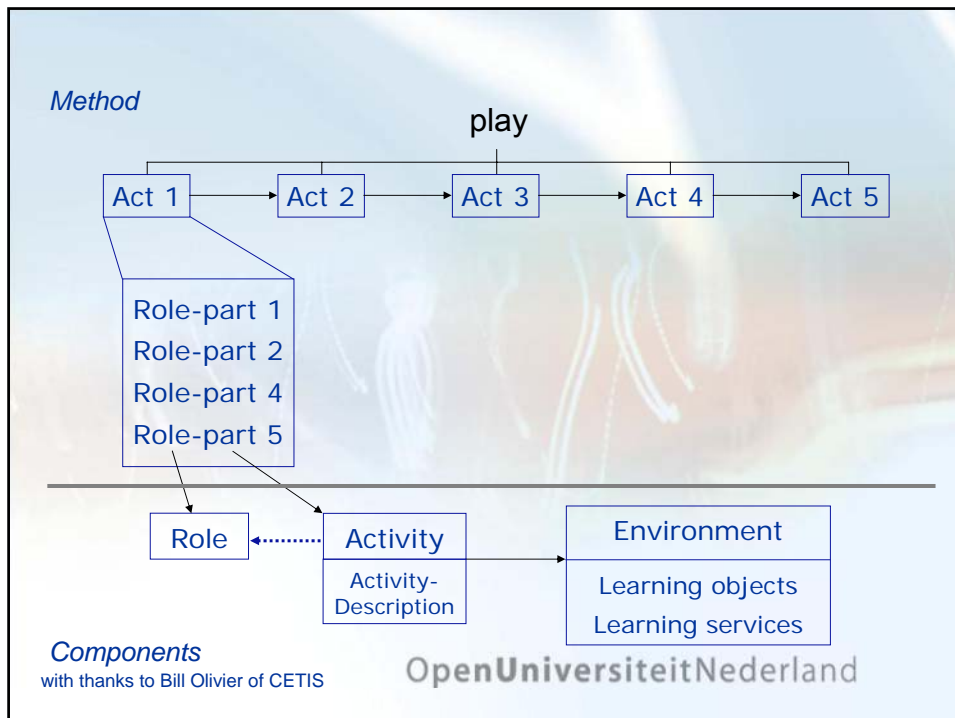 Method
play
Act 1
Act 2
Act 3
Act 4
Act 5
Role-part 1
Role-part 2
Role-part 4
Role-part 5
Role
Activity
Activity-
Description
Environment
Learning objects
Learning services
Components
with thanks to Bill Olivier of CETIS
OpenUniversiteitNederland